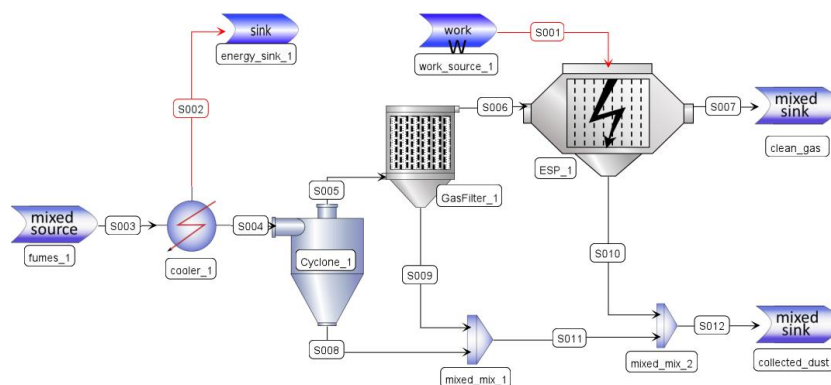 sink
energy_sink_1
work
W
work_source_1
S001
S002
S006
S007
mixed
sink
clean_gas
ESP_1
GasFilter_1
S005
mixed
source
fumes_1
S003
cooler_1
S004
Cyclone_1
S009
S010
S008
mixed_mix_1
S011
mixed_mix_2
S012
mixed
sink
collected_dust